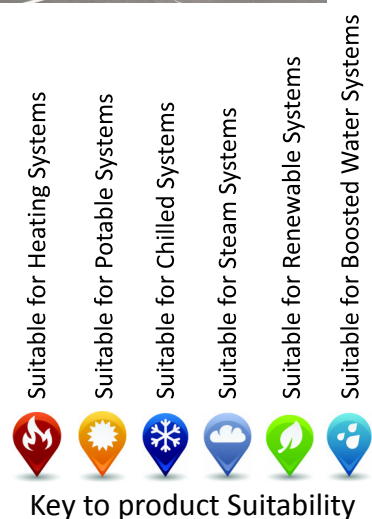 Suitable for Heating Systems
Suitable for Potable Systems
Suitable for Chilled Systems
Suitable for Steam Systems
Suitable for Renewable Systems
Suitable for Boosted Water Systems
Key to product Suitability